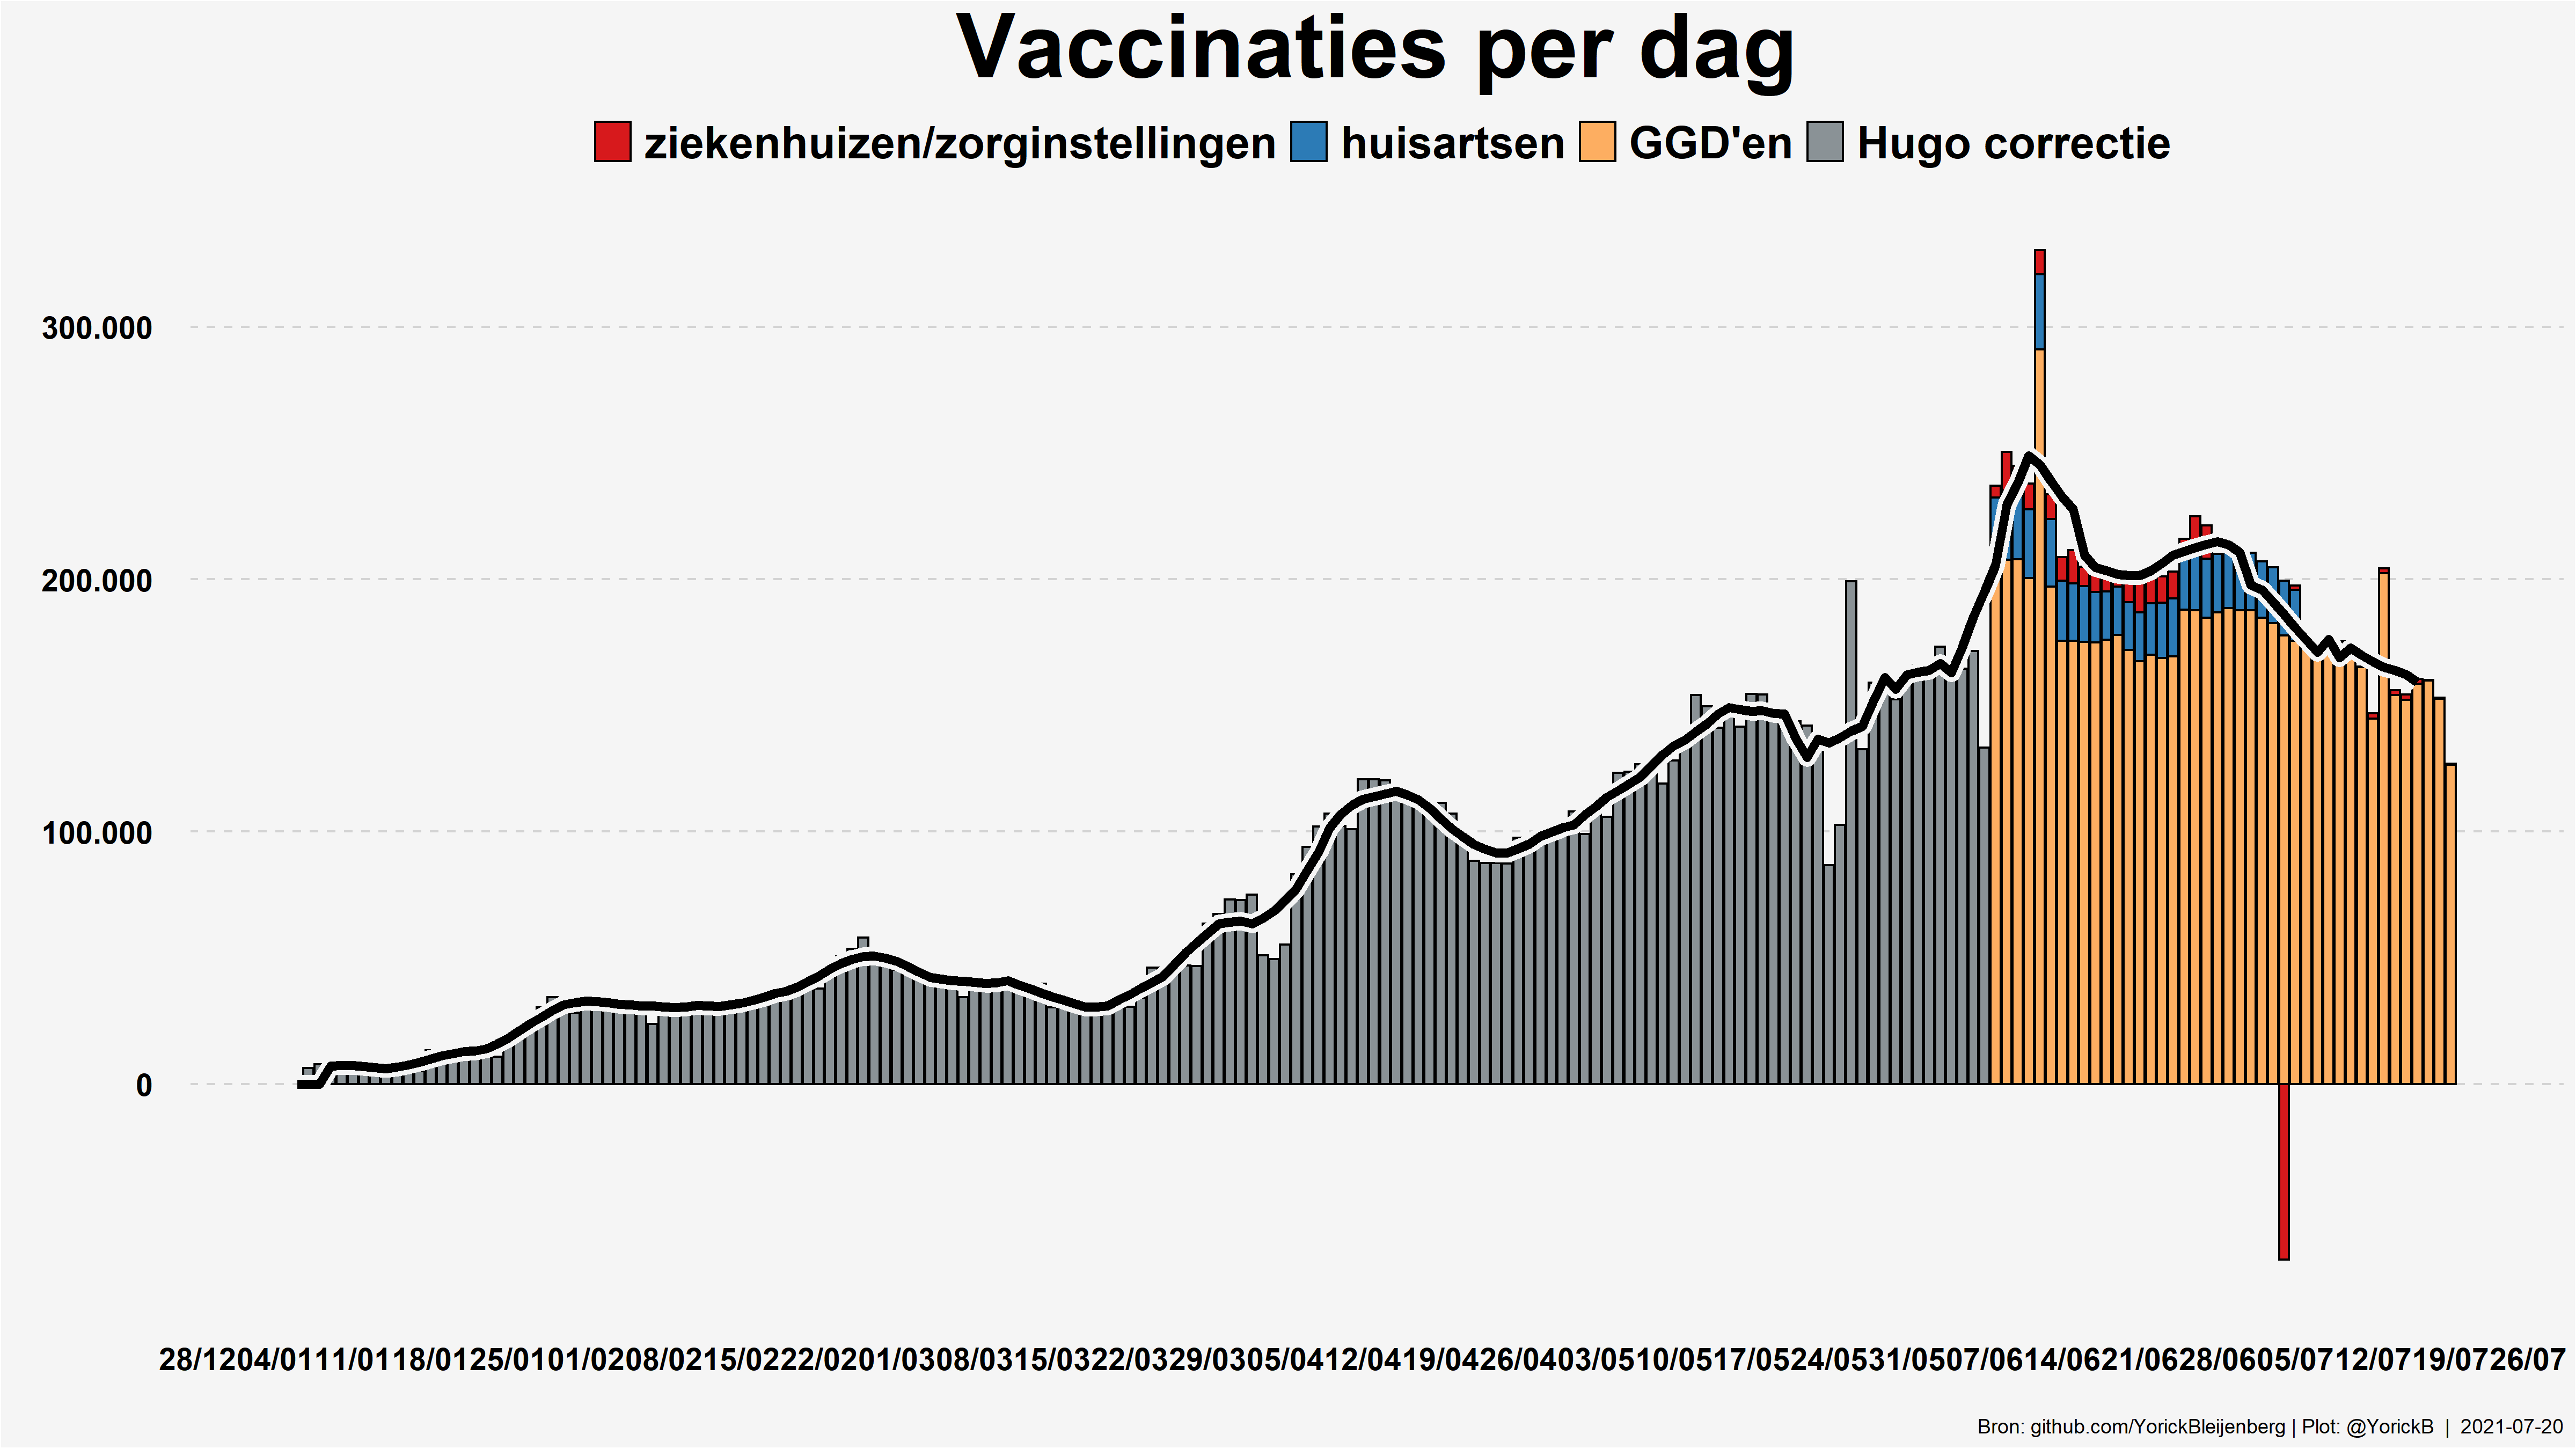 Vaccinaties per dag
ziekenhuizen/zorginstellingen huisartsen GGD'en Hugo correctie
300.000
200.000
100.000
0
28/1204/0111/0118/0125/0101/0208/0215/0222/0201/0308/0315/0322/0329/0305/0412/0419/0426/0403/0510/0517/0524/0531/0507/0614/0621/0628/0605/0712/0719/0726/07
Bron: github.com/YorickBleijenberg | Plot: @YorickB | 2021-07-20